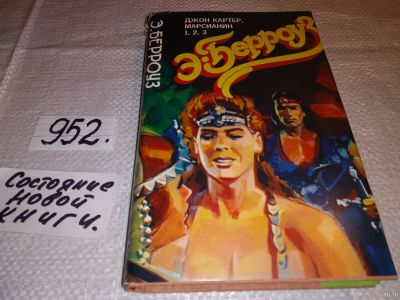 952.
Состояние
новой
книги.
Э. БЕРРОУЗ
ДЖОН КАРТЕР,
МАРСИАНИН
1, 2, 3
Э. Берроуз